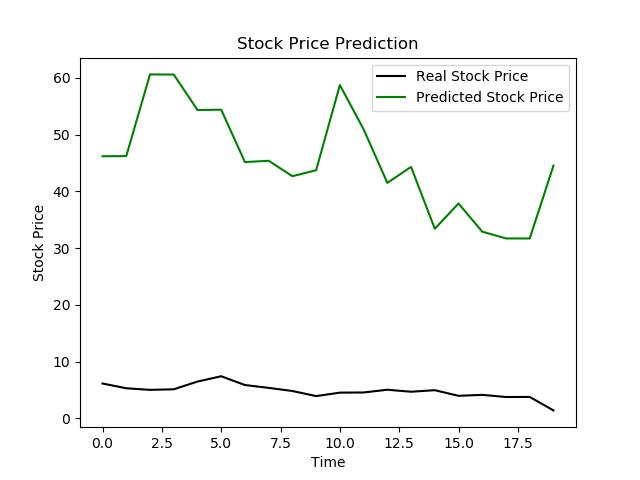 Stock Price Prediction
Real Stock Price
Predicted Stock Price
Stock Price
60
50
40
30
20
10
0
0.0 2.5 5.0 7.5 10.0 12.5 15.0 17.5
Time